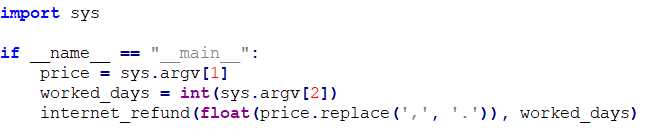 import sys
if __name__ == "__main__":
    price = sys.argv[1]
    worked_days = int(sys.argv[2])
    internet_refund(float(price.replace(',', '.')), worked_days)